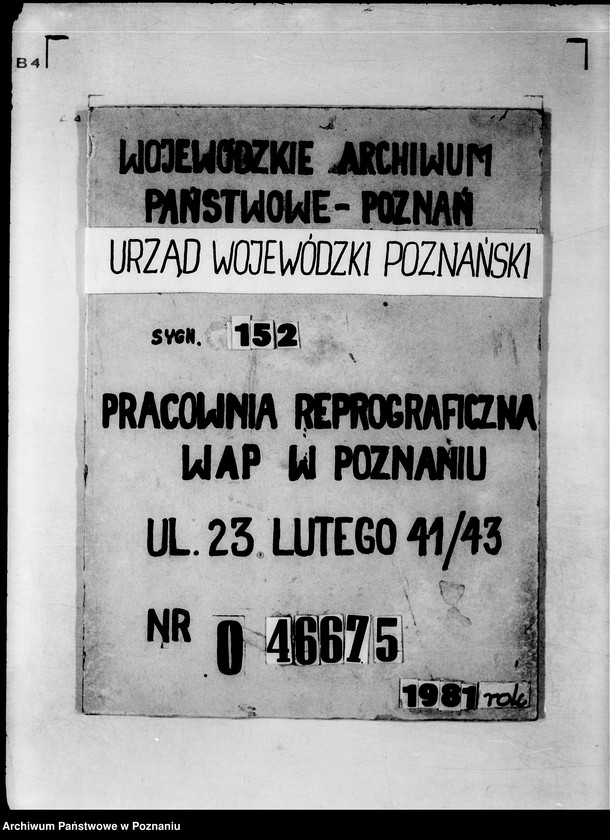 B4
WOJEWÓDZKIE ARCHIWUM
PAŃSTWOWE - POZNAŃ
URZĄD WOJEWÓDZKI POZNAŃSKI
SYGN. 152
PRACOWNIA REPROGRAFICZNA
WAP W POZNANIU
UL. 23 LUTEGO 41/43
NR 0 46675
1981 roku
Archiwum Państwowe w Poznaniu